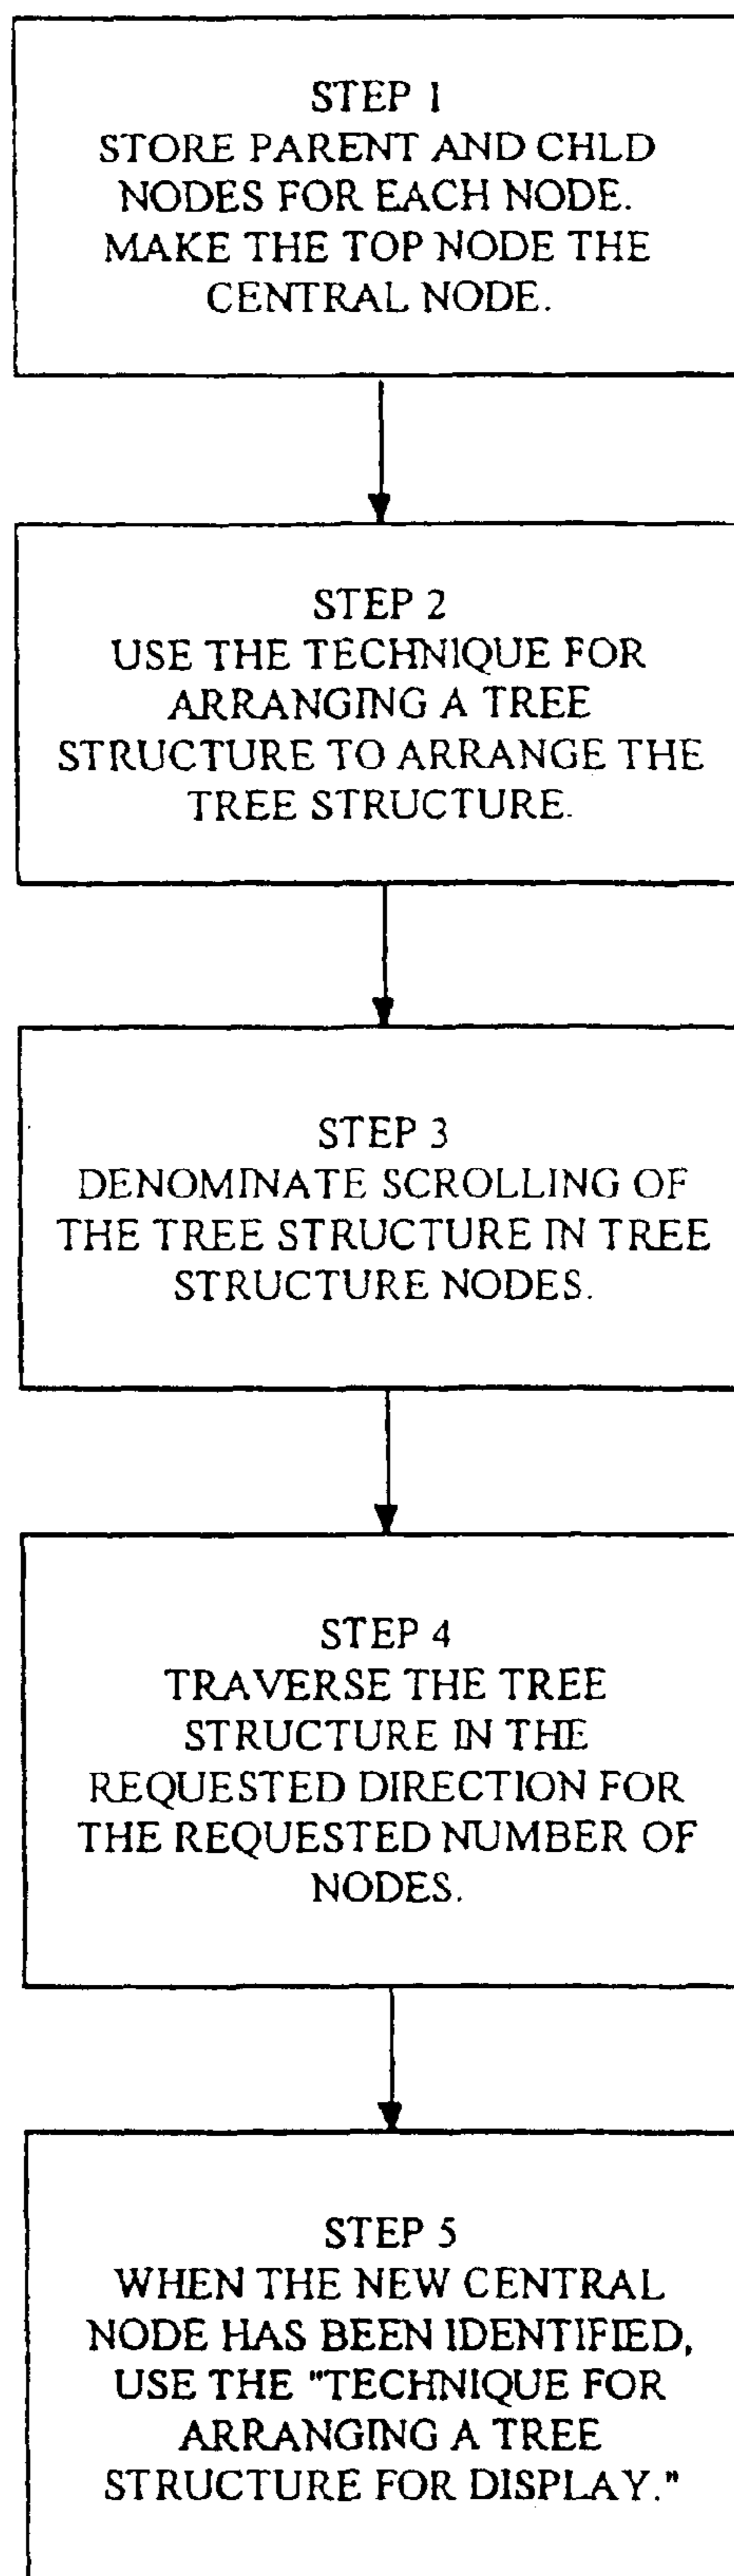 STEP 1
STORE PARENT AND CHLD
NODES FOR EACH NODE.
MAKE THE TOP NODE THE
CENTRAL NODE.
STEP 2
USE THE TECHNIQUE FOR
ARRANGING A TREE
STRUCTURE TO ARRANGE THE
TREE STRUCTURE.
STEP 3
DENOMINATE SCROLLING OF
THE TREE STRUCTURE IN TREE
STRUCTURE NODES.
STEP 4
TRAVERSE THE TREE
STRUCTURE IN THE
REQUESTED DIRECTION FOR
THE REQUESTED NUMBER OF
NODES.
STEP 5
WHEN THE NEW CENTRAL
NODE HAS BEEN IDENTIFIED,
USE THE "TECHNIQUE FOR
ARRANGING A TREE
STRUCTURE FOR DISPLAY."